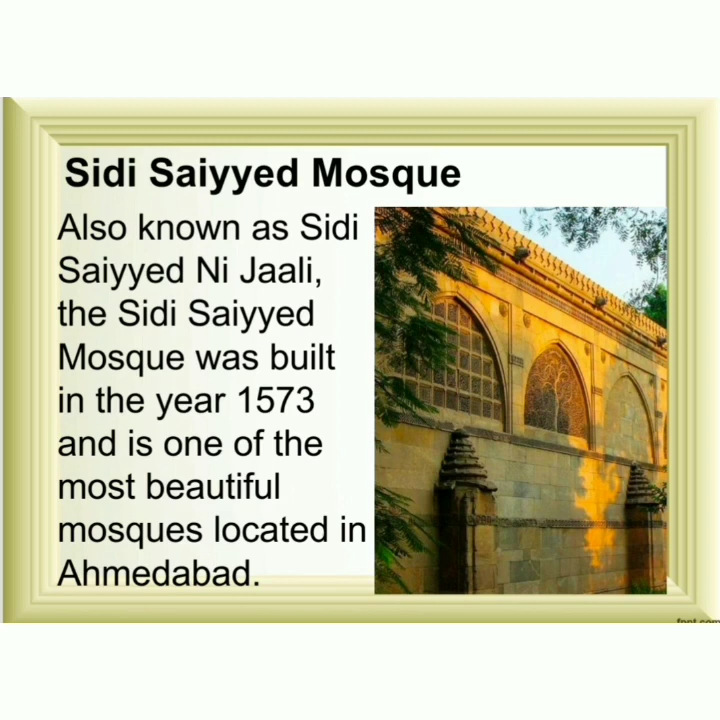 Sidi Saiyyed Mosque
Also known as Sidi
Saiyyed Ni Jaali,
the Sidi Saiyyed
Mosque was built
in the year 1573
and is one of the
most beautiful
mosques located in
Ahmedabad.